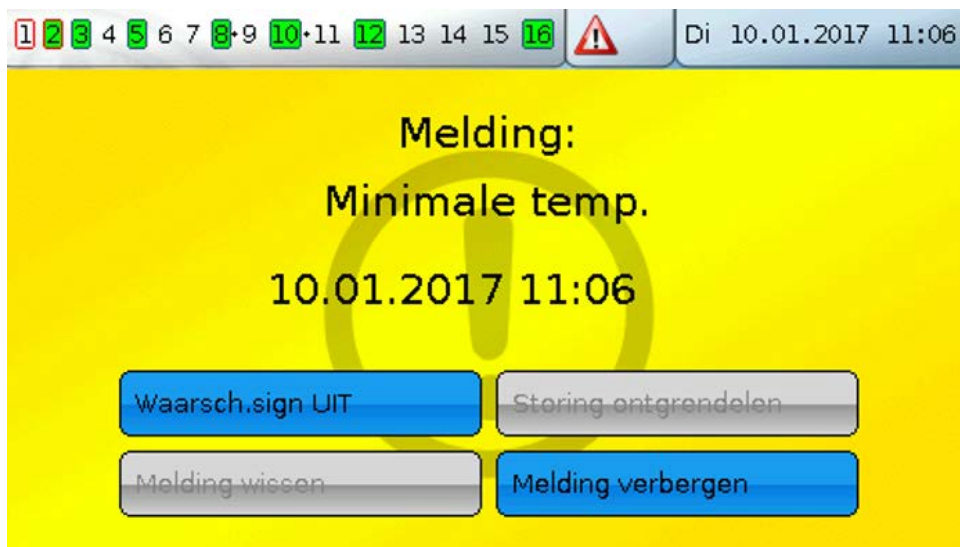 1 2 3 4 5 6 7 8·9 10·11 12 13 14 15 16 Di 10.01.2017 11:06
Melding:
Minimale temp.
10.01.2017 11:06
Waarsch.sign UIT Storing ontgrendelen
Melding wissen Melding verbergen